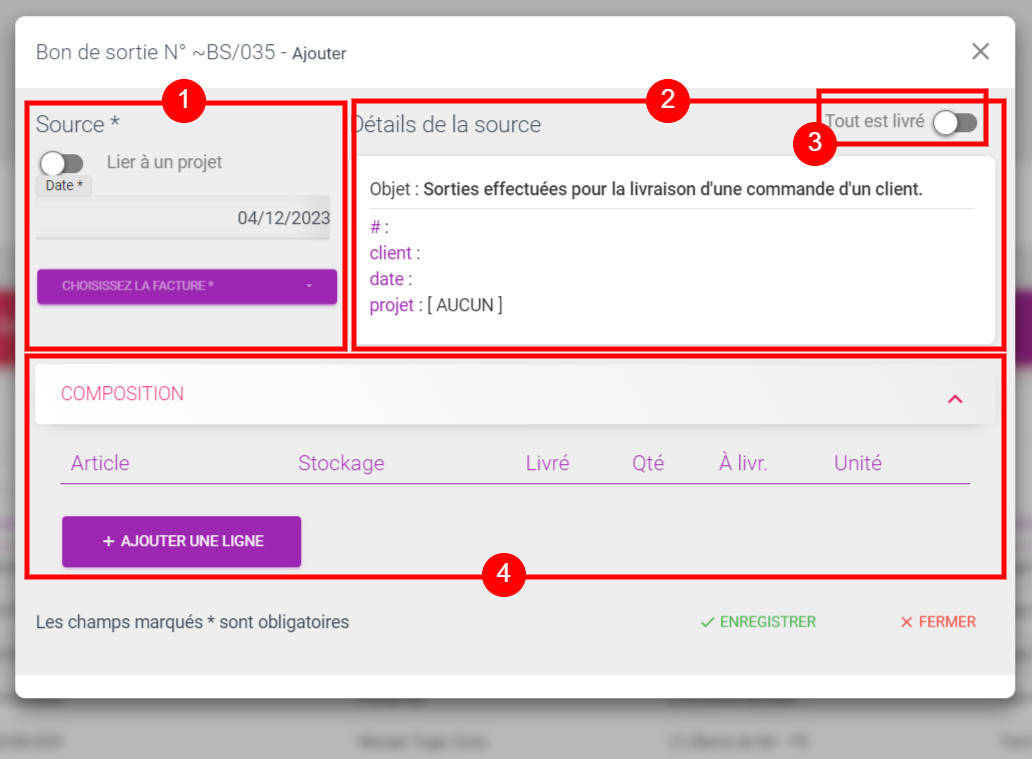 Bon de sortie N° ~BS/035 - Ajouter
1
Source *
Lier à un projet
Date *
04/12/2023
CHOISISSEZ LA FACTURE *
2
Détails de la source
Tout est livré
3
Objet : Sorties effectuées pour la livraison d'une commande d'un client.
# :
client :
date :
projet : [ AUCUN ]
COMPOSITION
Article Stockage Livré Qté À livr. Unité
+ AJOUTER UNE LIGNE
4
Les champs marqués * sont obligatoires
ENREGISTRER
FERMER